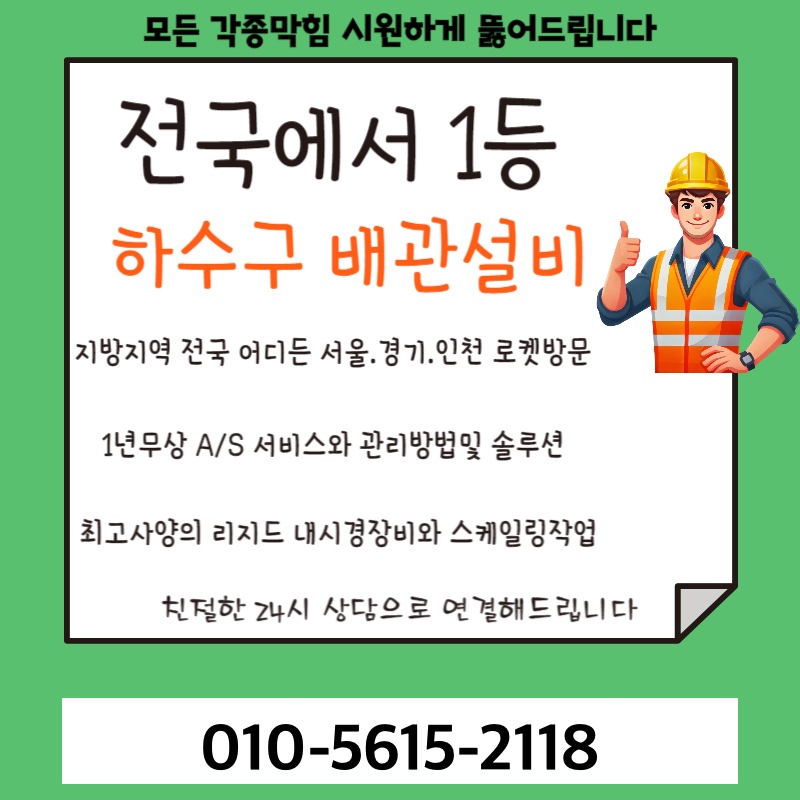 모든 각종막힘 시원하게 뚫어드립니다
전국에서 1등
하수구 배관설비
지방지역 전국 어디든 서울.경기.인천 로켓방문
1년무상 A/S 서비스와 관리방법및 솔루션
최고사양의 리지드 내시경장비와 스케일링작업
친절한 24시 상담으로 연결해드립니다
010-5615-2118